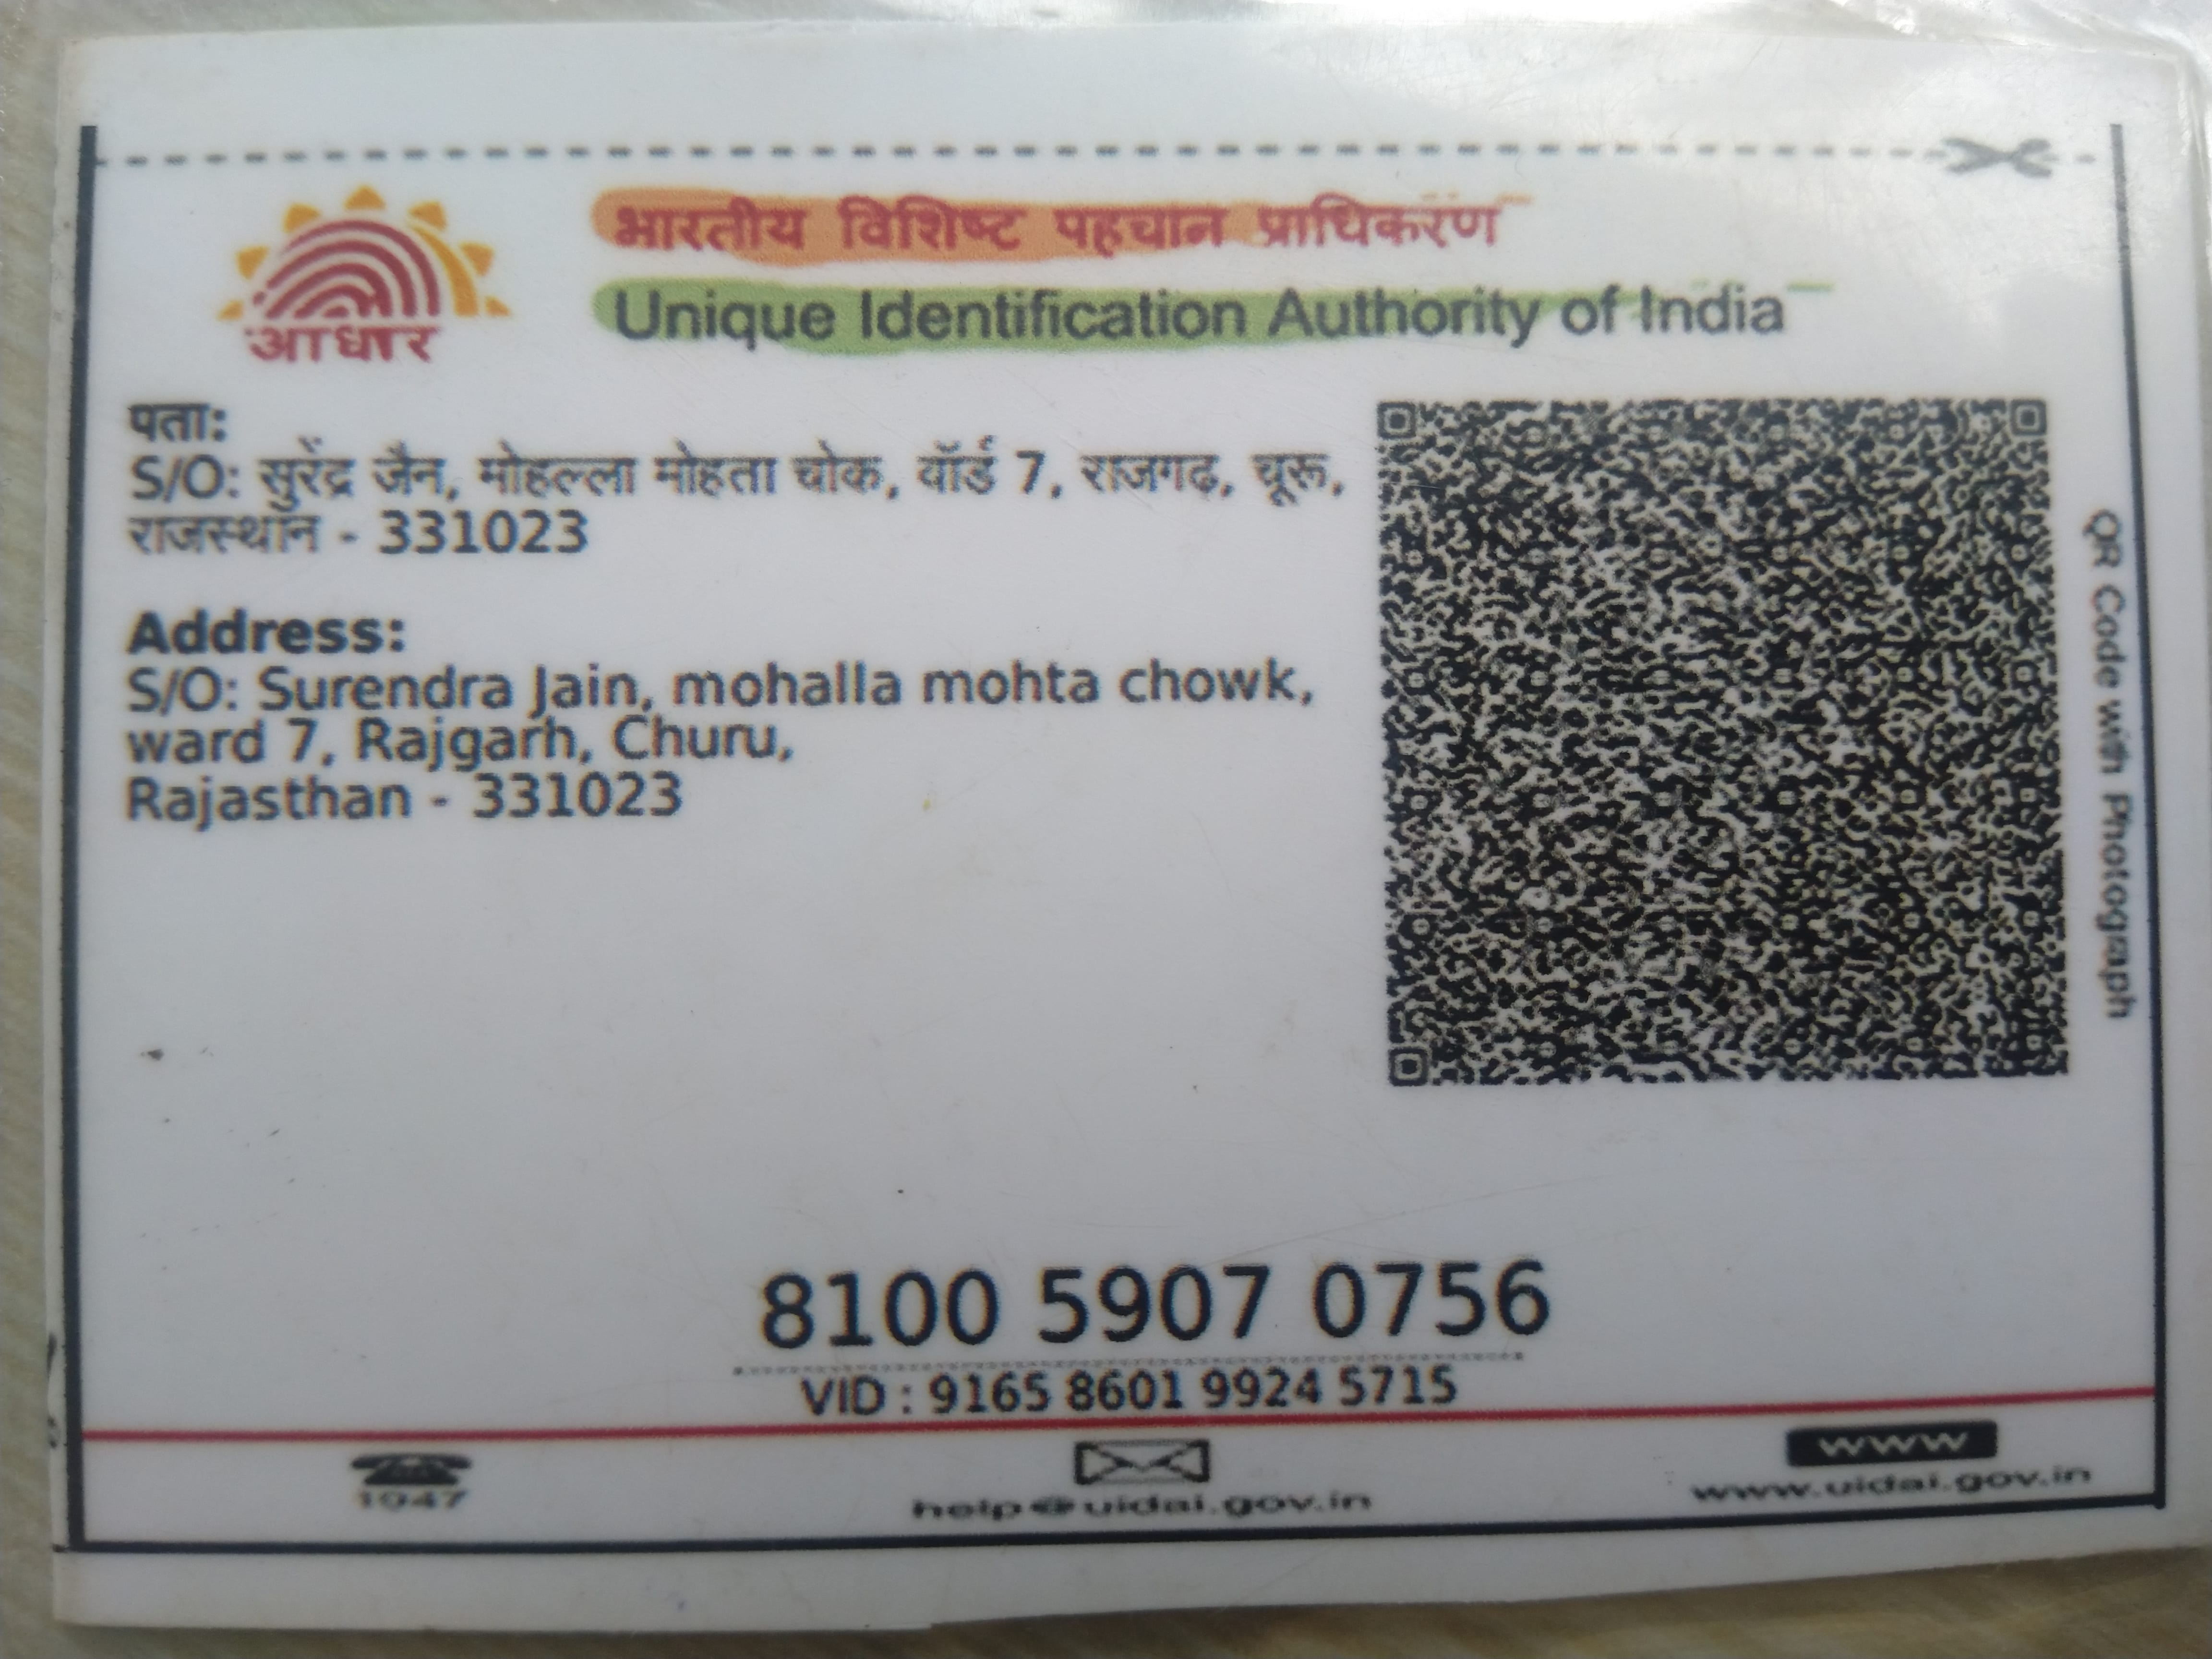 आधार
भारतीय विशिष्ट पहचान प्राधिकरण
Unique Identification Authority of India
पता:
S/O: सुरेंद्र जैन, मोहल्ला मोहता चोक, वॉर्ड 7, राजगढ़, चूरू,
राजस्थान - 331023
Address:
S/O: Surendra Jain, mohalla mohta chowk,
ward 7, Rajgarh, Churu,
Rajasthan - 331023
QR Code with Photograph
8100 5907 0756
VID : 9165 8601 9924 5715
1947
help@uidai.gov.in
www
www.uidai.gov.in